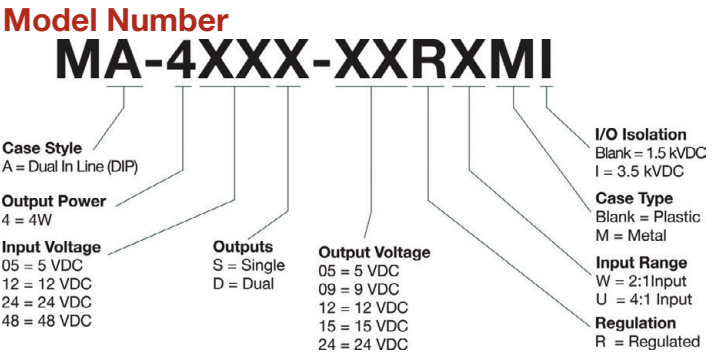 Model Number
MA-4XXX-XXRXMI
Case Style
A = Dual In Line (DIP)
Output Power
4 = 4W
Input Voltage
05 = 5 VDC
12 = 12 VDC
24 = 24 VDC
48 = 48 VDC
Outputs
S = Single
D = Dual
Output Voltage
05 = 5 VDC
09 = 9 VDC
12 = 12 VDC
15 = 15 VDC
24 = 24 VDC
I/O Isolation
Blank = 1.5 kVDC
I = 3.5 kVDC
Case Type
Blank = Plastic
M = Metal
Input Range
W = 2:1Input
U = 4:1 Input
Regulation
R = Regulated